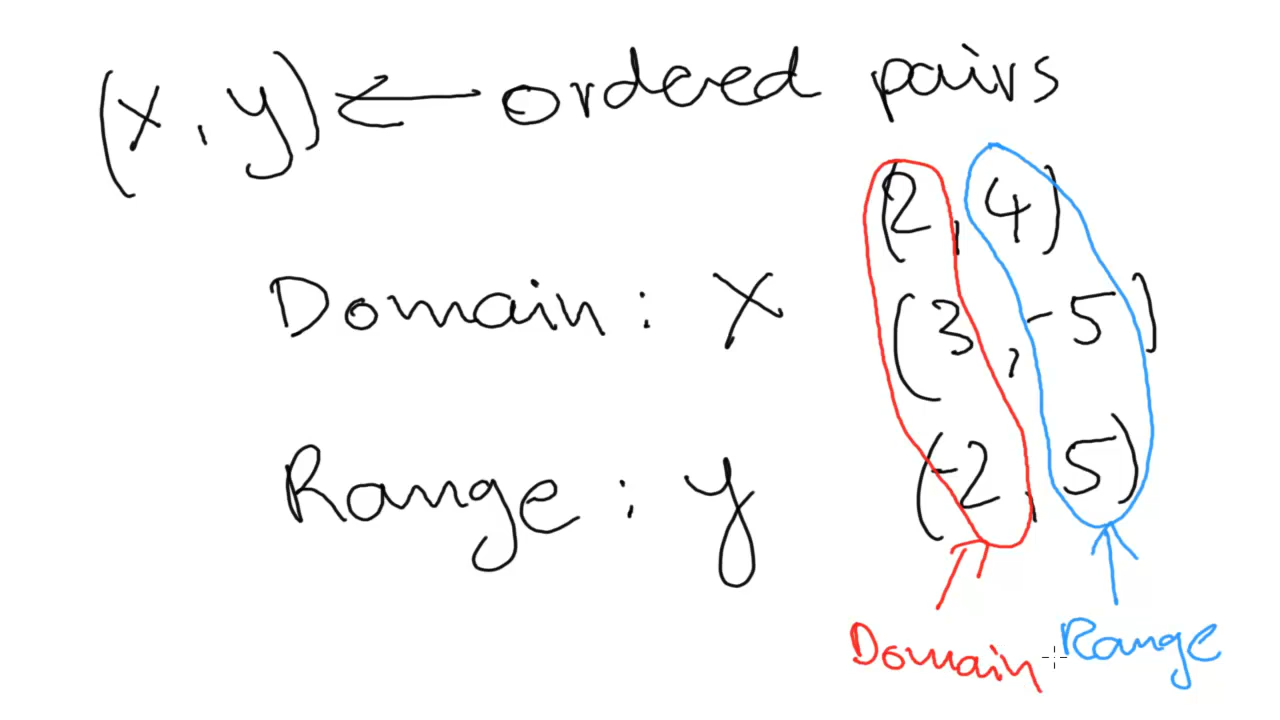 (x, y) ← ordered pairs
(2, 4)
Domain: x
(3, -5)
Range: y
(-2, 5)
Domain
Range